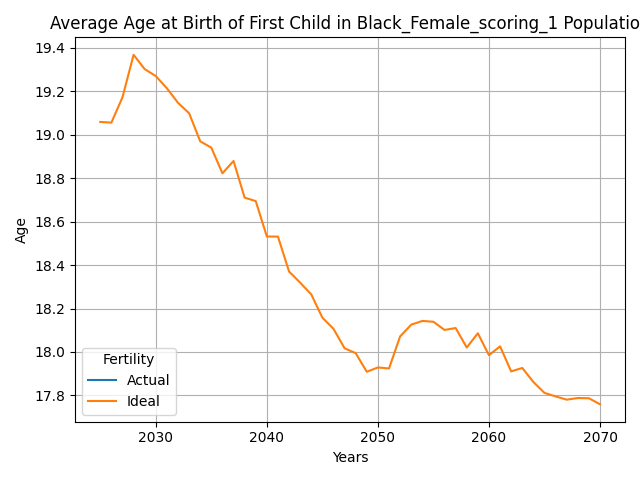 Average Age at Birth of First Child in Black_Female_scoring_1 Populatio
19.4
19.2
19.0
18.8
18.6
18.4
18.2
18.0
17.8
Age
Fertility
Actual
Ideal
2030 2040 2050 2060 2070
Years